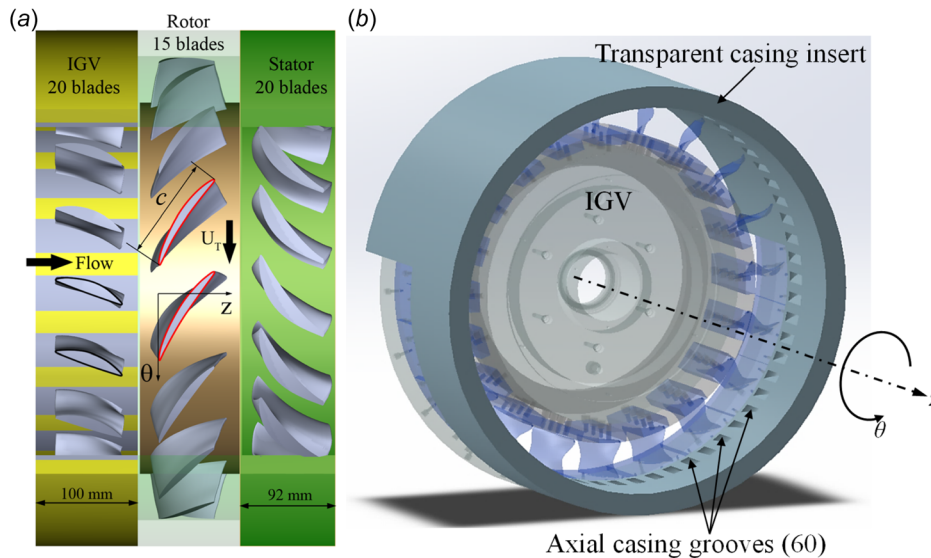 (a)
Rotor
15 blades
IGV
20 blades
Stator
20 blades
c
U_T
Flow
z
θ
100 mm
92 mm
(b)
Transparent casing insert
IGV
z
θ
Axial casing grooves (60)